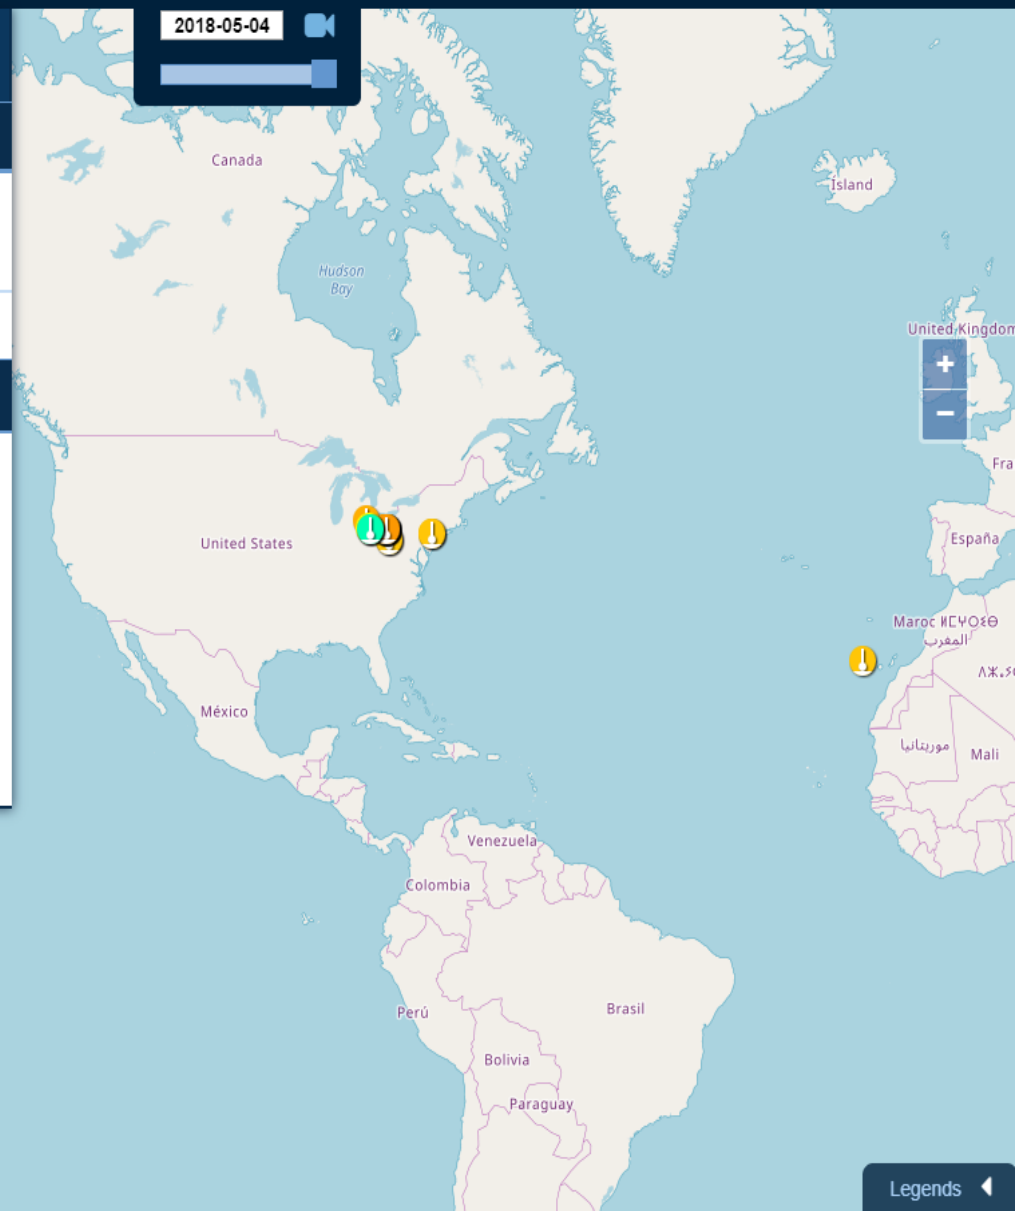 2018-05-04
Canada
Ísland
Hudson
Bay
United Kingdom
+
−
Fra
España
United States
Maroc ⵍⵎⵖⵔⵉⴱ
المغرب
México
موريتانيا
Mali
Venezuela
Colombia
Brasil
Perú
Bolivia
Paraguay
Legends